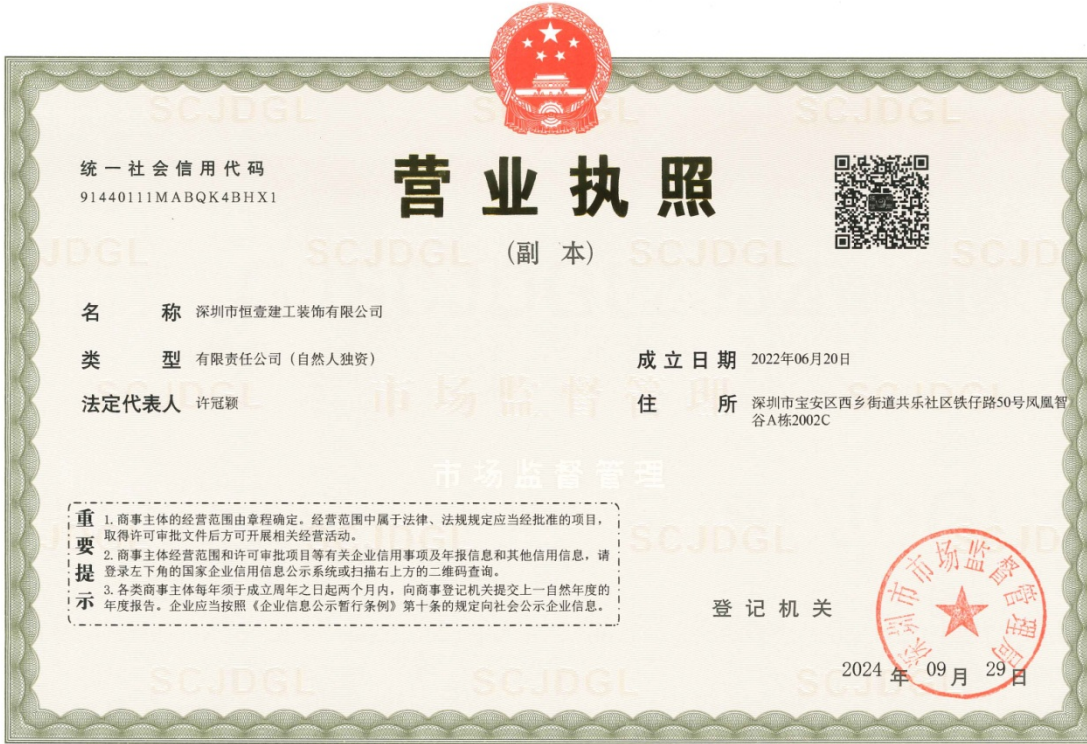 统一社会信用代码
91440111MABQK4BHX1
营业执照
(副 本)
名 称 深圳市恒壹建工装饰有限公司
类 型 有限责任公司（自然人独资）
法定代表人 许冠颖
成立日期 2022年06月20日
住 所 深圳市宝安区西乡街道共乐社区铁仔路50号凤凰智
谷A栋2002C
市场监督管理
市场监督管理
重要提示
1. 商事主体的经营范围由章程确定。经营范围中属于法律、法规规定应当经批准的项目，
取得许可审批文件后方可开展相关经营活动。
2. 商事主体经营范围和许可审批项目等有关企业信用事项及年报信息和其他信用信息，请
登录左下角的国家企业信用信息公示系统或扫描右上方的二维码查询。
3. 各类商事主体每年须于成立周年之日起两个月内，向商事登记机关提交上一自然年度的
年度报告。企业应当按照《企业信息公示暂行条例》第十条的规定向社会公示企业信息。
登记机关
深圳市市场监督管理局
2024 年 09 月 29 日
SCJDGL
SCJDGL
SCJDGL
SCJDGL
SCJDGL
SCJDGL